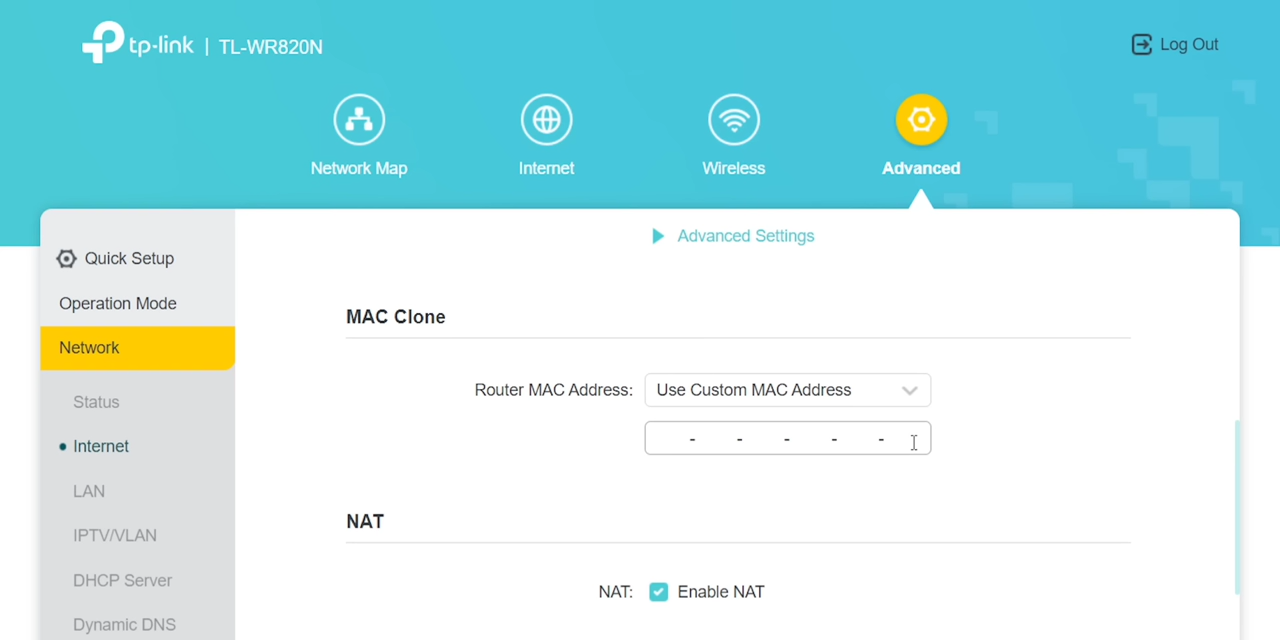 tp-link | TL-WR820N
Log Out
Network Map
Internet
Wireless
Advanced
Quick Setup
Operation Mode
Network
Status
Internet
LAN
IPTV/VLAN
DHCP Server
Dynamic DNS
Advanced Settings
MAC Clone
Router MAC Address: Use Custom MAC Address
- - - - -
NAT
NAT: Enable NAT